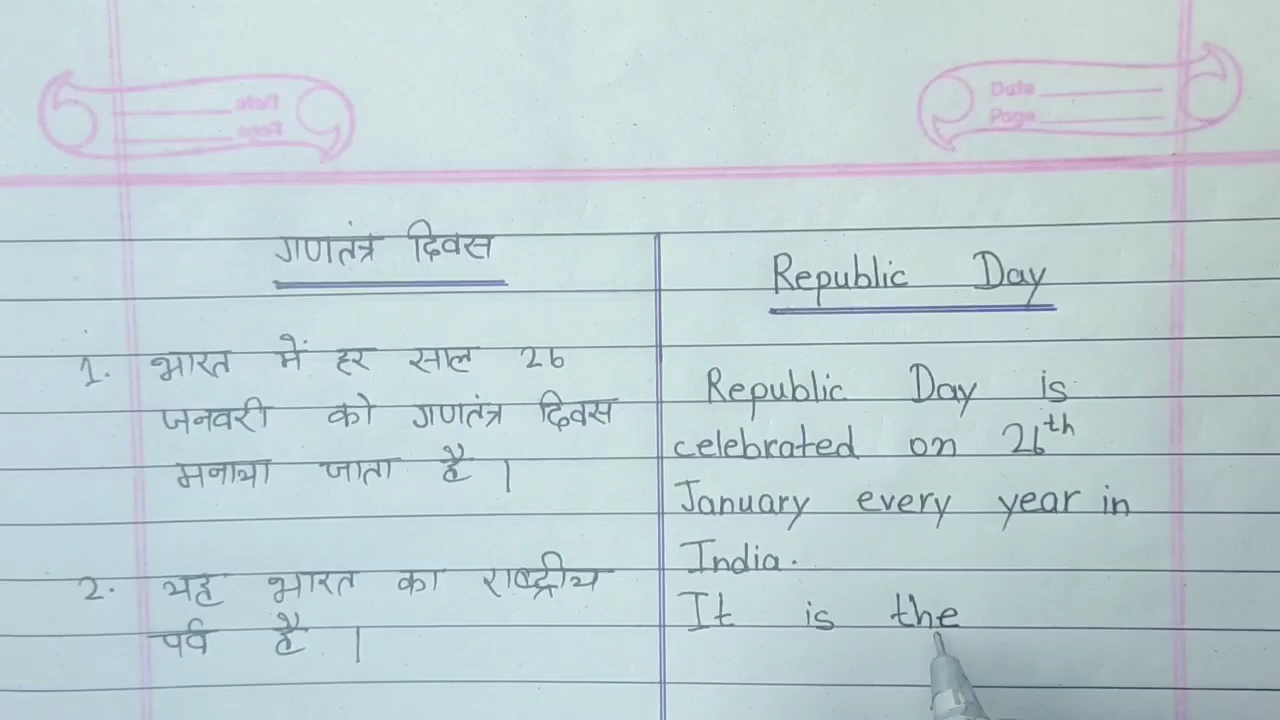 Date
Page
गणतंत्र दिवस
1. भारत में हर साल 26
जनवरी को गणतंत्र दिवस
मनाया जाता है।
2. यह भारत का राष्ट्रीय
पर्व है।
Republic Day
Republic Day is
celebrated on 26th
January every year in
India.
It is the